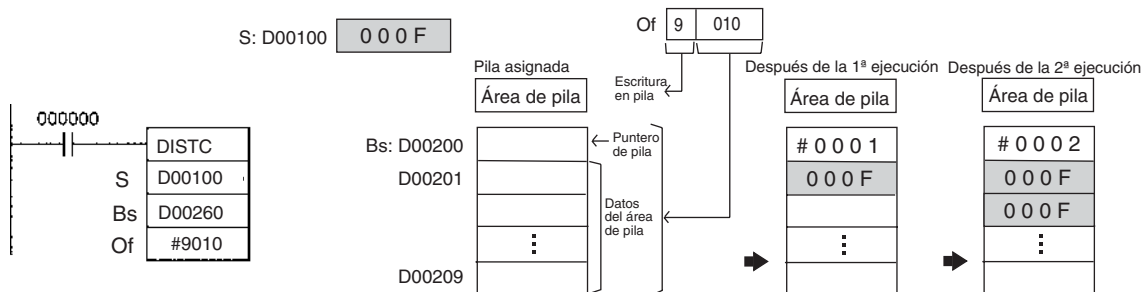 Of 9 010
S: D00100 000F
Pila asignada
Escritura
en pila
Después de la 1ª ejecución
Después de la 2ª ejecución
Área de pila
Área de pila
Área de pila
000000
DISTC
S D00100
Bs D00260
Of #9010
Bs: D00200
Puntero
de pila
D00201
Datos
del área
de pila
D00209
#0001
000F
#0002
000F
000F